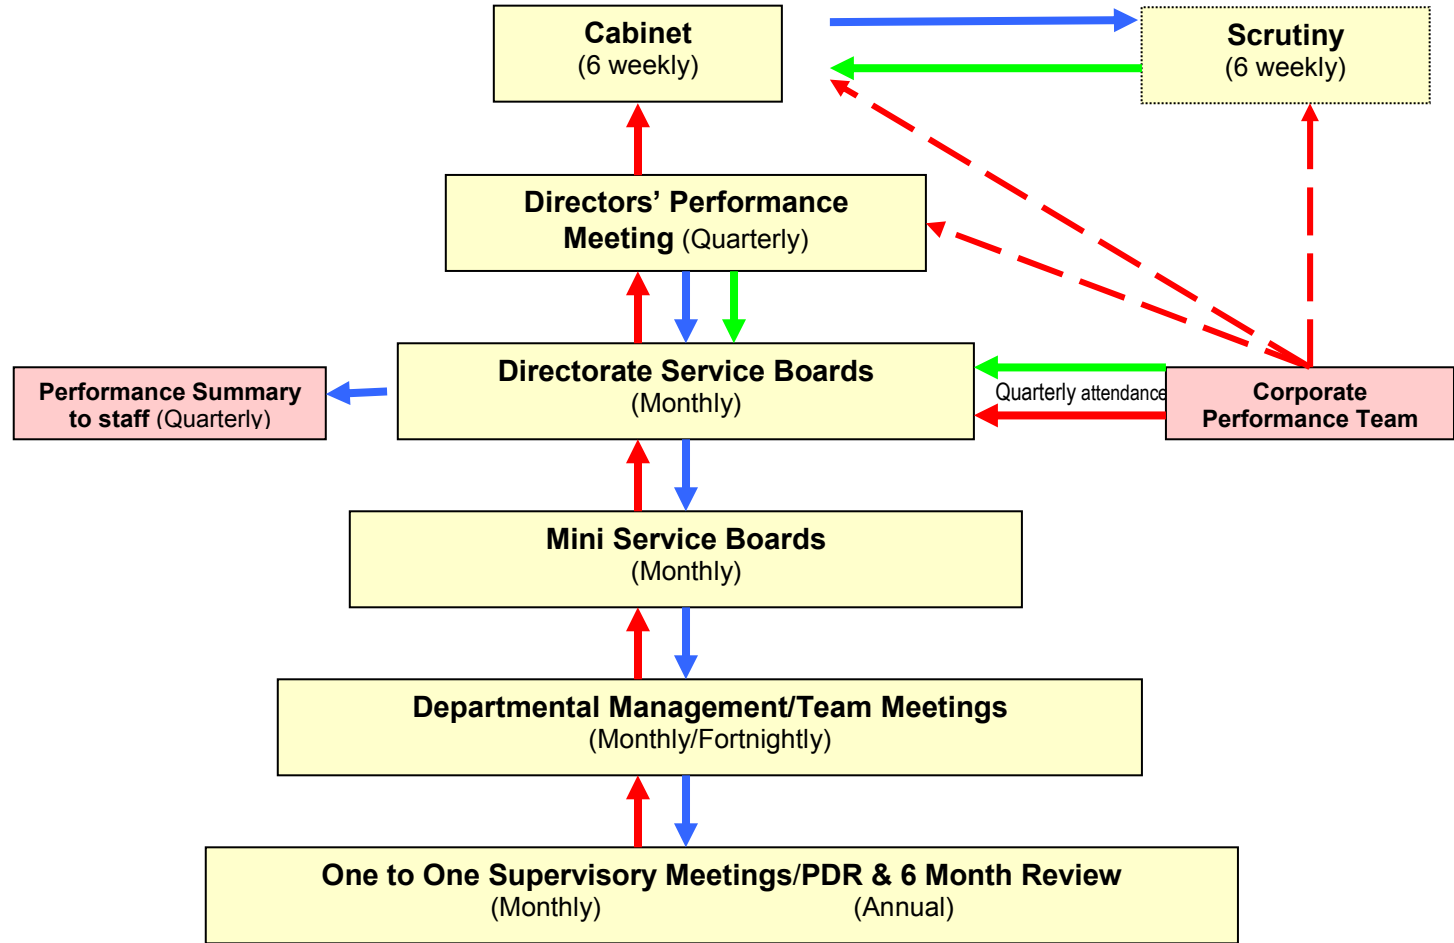 Cabinet
(6 weekly)
Scrutiny
(6 weekly)
Directors’ Performance
Meeting (Quarterly)
Directorate Service Boards
(Monthly)
Performance Summary
to staff (Quarterly)
Quarterly attendance
Corporate
Performance Team
Mini Service Boards
(Monthly)
Departmental Management/Team Meetings
(Monthly/Fortnightly)
One to One Supervisory Meetings/PDR & 6 Month Review
(Monthly) (Annual)